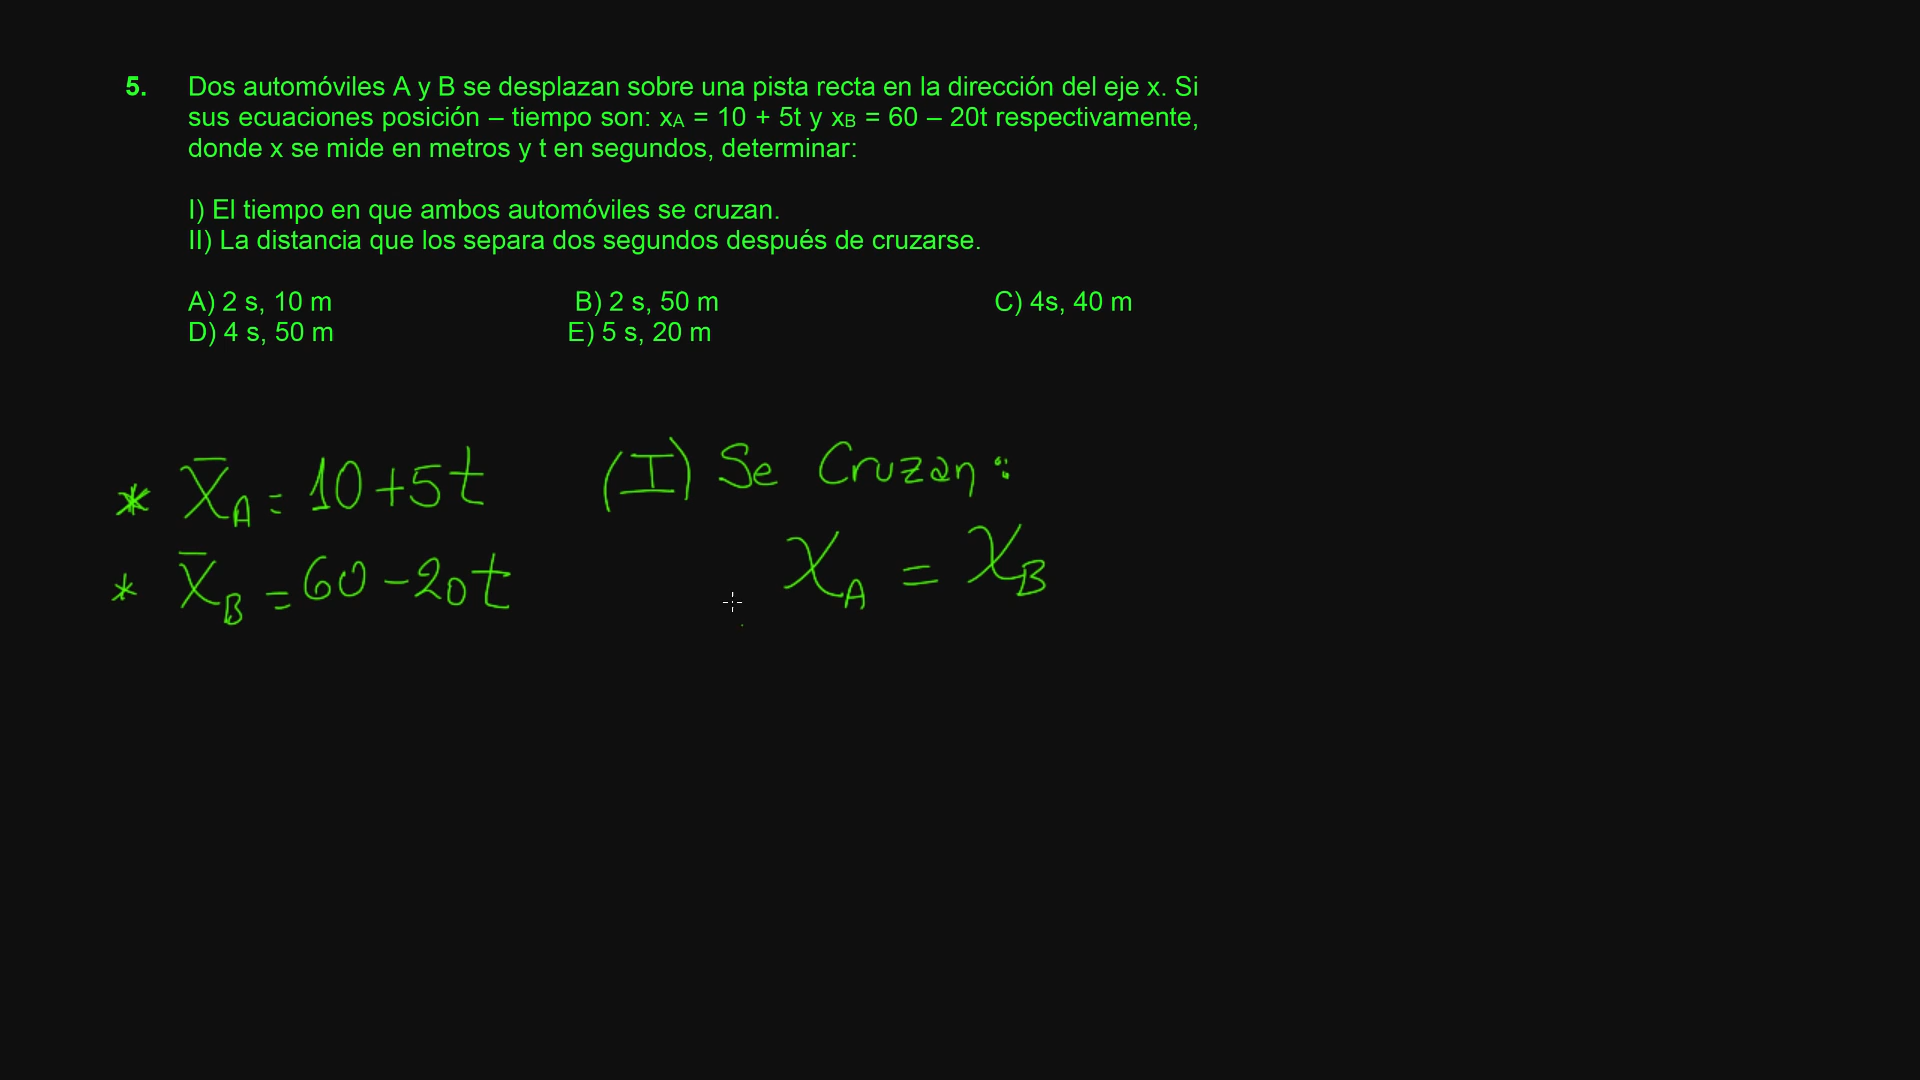 5. Dos automóviles A y B se desplazan sobre una pista recta en la dirección del eje x. Si
sus ecuaciones posición – tiempo son: xA = 10 + 5t y xB = 60 – 20t respectivamente,
donde x se mide en metros y t en segundos, determinar:
I) El tiempo en que ambos automóviles se cruzan.
II) La distancia que los separa dos segundos después de cruzarse.
A) 2 s, 10 m B) 2 s, 50 m C) 4s, 40 m
D) 4 s, 50 m E) 5 s, 20 m
* x̄A = 10+5t (I) Se Cruzan:
* x̄B = 60-20t xA = xB